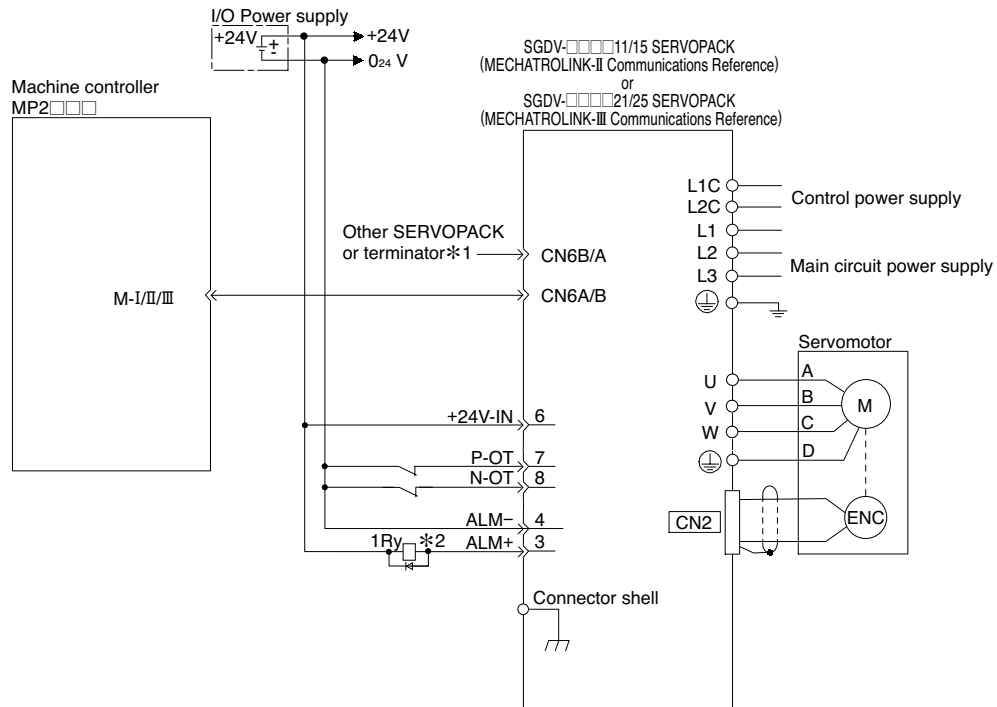 I/O Power supply
+24V
+
-
+24V
024 V
SGDV-□□□□11/15 SERVOPACK
(MECHATROLINK-Ⅱ Communications Reference)
or
SGDV-□□□□21/25 SERVOPACK
(MECHATROLINK-Ⅲ Communications Reference)
Machine controller
MP2□□□
L1C
L2C
Control power supply
L1
L2
L3
Main circuit power supply
Other SERVOPACK
or terminator*1
CN6B/A
M-Ⅰ/Ⅱ/Ⅲ
CN6A/B
Servomotor
U
A
V
B
W
C
D
M
+24V-IN
6
P-OT
7
N-OT
8
ALM−
4
1Ry
*2
ALM+
3
CN2
ENC
Connector shell